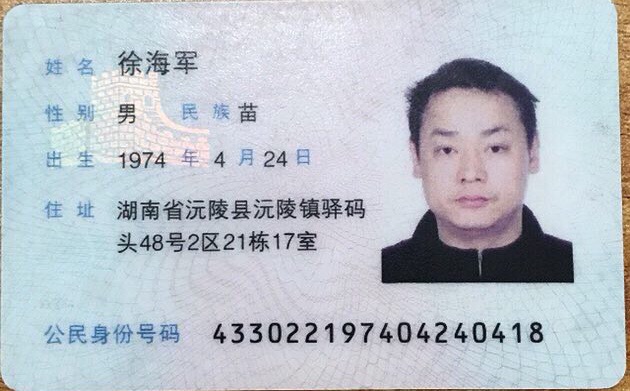 姓名 徐海军
性别 男 民族 苗
出生 1974 年 4 月 24 日
住址 湖南省沅陵县沅陵镇驿码
头48号2区21栋17室
公民身份号码 433022197404240418